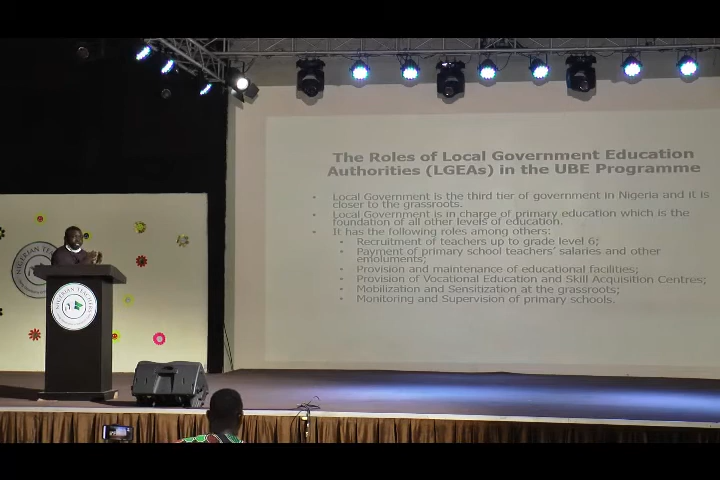 The Roles of Local Government Education
Authorities (LGEAs) in the UBE Programme
• Local Government is the third tier of government in Nigeria and it is
closer to the grassroots.
• Local Government is in charge of primary education which is the
foundation of all other levels of education.
• It has the following roles among others:
• Recruitment of teachers up to grade level 6;
• Payment of primary school teachers' salaries and other
emoluments;
• Provision and maintenance of educational facilities;
• Provision of Vocational Education and Skill Acquisition Centres;
• Mobilization and Sensitization at the grassroots;
• Monitoring and Supervision of primary schools.
NIGERIAN
NIGERIAN TEACHERS